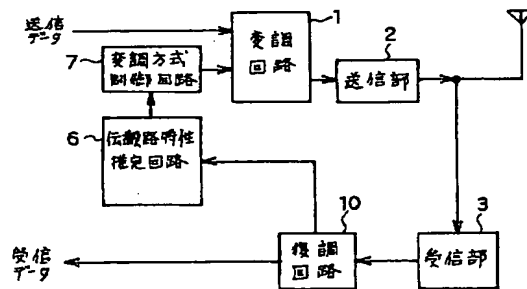 送信
データ
1
変調
回路
2
送信部
7
変調方式
制御回路
6
伝搬路特性
推定回路
10
復調
回路
3
受信部
受信
データ